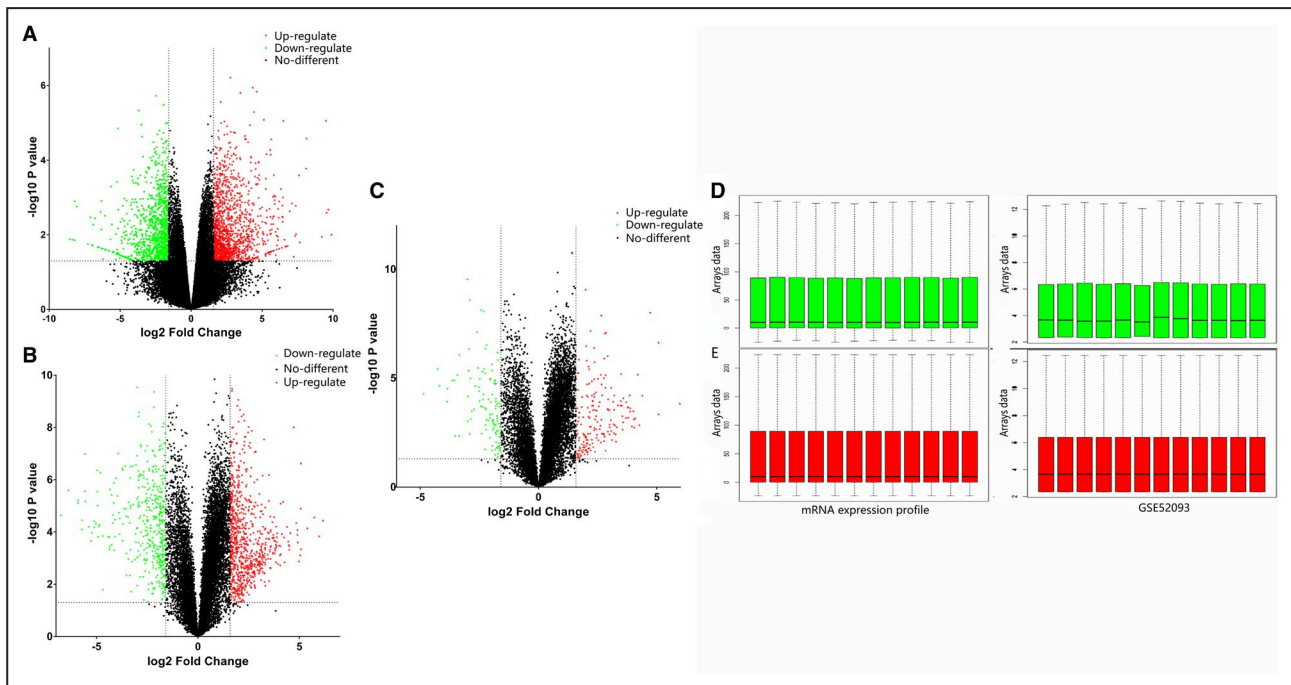 A
Up-regulate
Down-regulate
No-different
6
4
2
0
-log10 P value
-10
-5
0
5
10
log2 Fold Change
B
Down-regulate
No-different
Up-regulate
10
8
6
4
2
0
-log10 P value
-5
0
5
log2 Fold Change
C
Up-regulate
Down-regulate
No-different
10
5
0
-log10 P value
-5
0
5
log2 Fold Change
D
Arrays data
200
150
100
50
0
Arrays data
12
10
8
6
4
2
E
Arrays data
200
150
100
50
0
mRNA expression profile
Arrays data
12
10
8
6
4
2
GSE52093